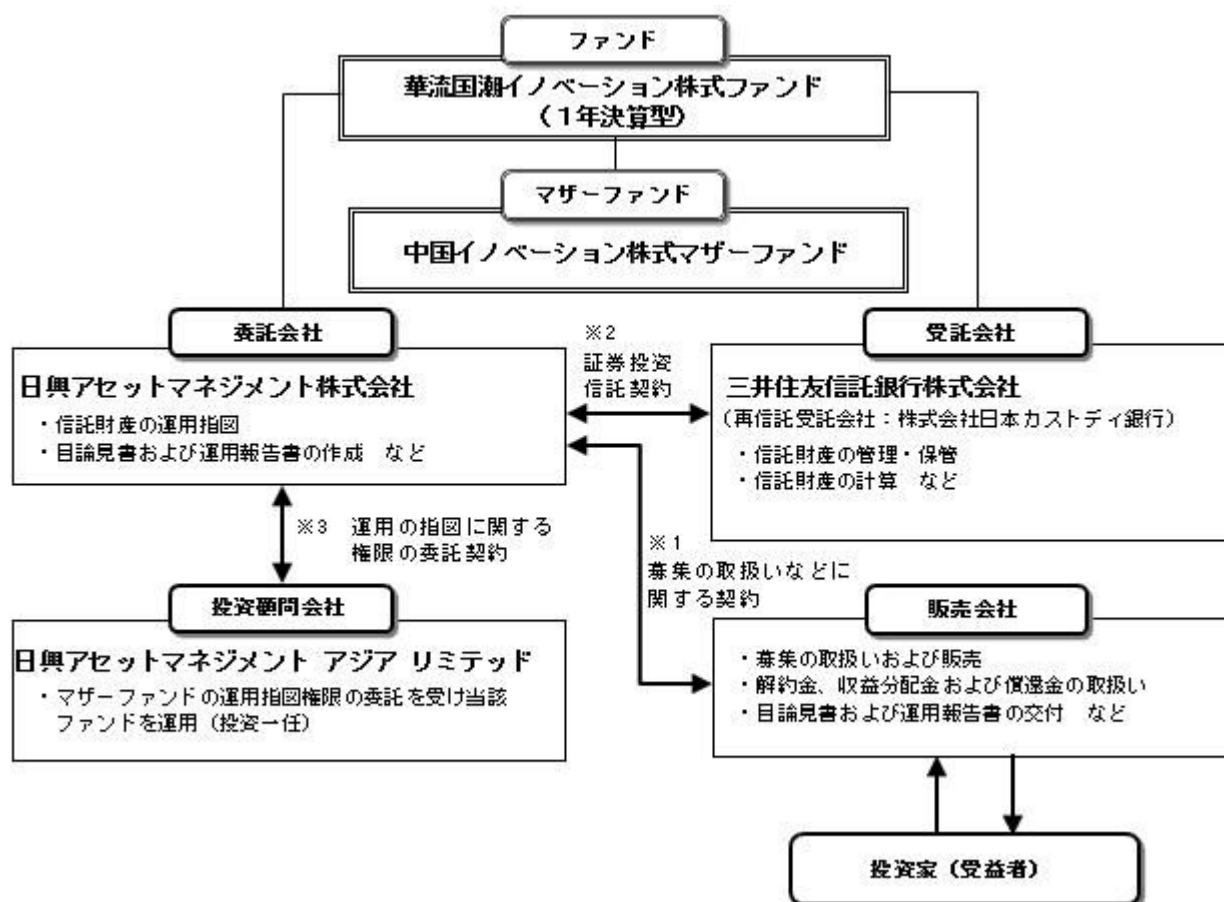 ファンド
華流国潮イノベーション株式ファンド
（１年決算型）
マザーファンド
中国イノベーション株式マザーファンド
委託会社
日興アセットマネジメント株式会社
・信託財産の運用指図
・目論見書および運用報告書の作成　など
※２
証券投資
信託契約
受託会社
三井住友信託銀行株式会社
（再信託受託会社：株式会社日本カストディ銀行）
・信託財産の管理・保管
・信託財産の計算　など
※３　運用の指図に関する
権限の委託契約
※１
募集の取扱いなどに
関する契約
投資顧問会社
日興アセットマネジメント アジア リミテッド
・マザーファンドの運用指図権限の委託を受け当該
ファンドを運用（投資一任）
販売会社
・募集の取扱いおよび販売
・解約金、収益分配金および償還金の取扱い
・目論見書および運用報告書の交付　など
投資家（受益者）